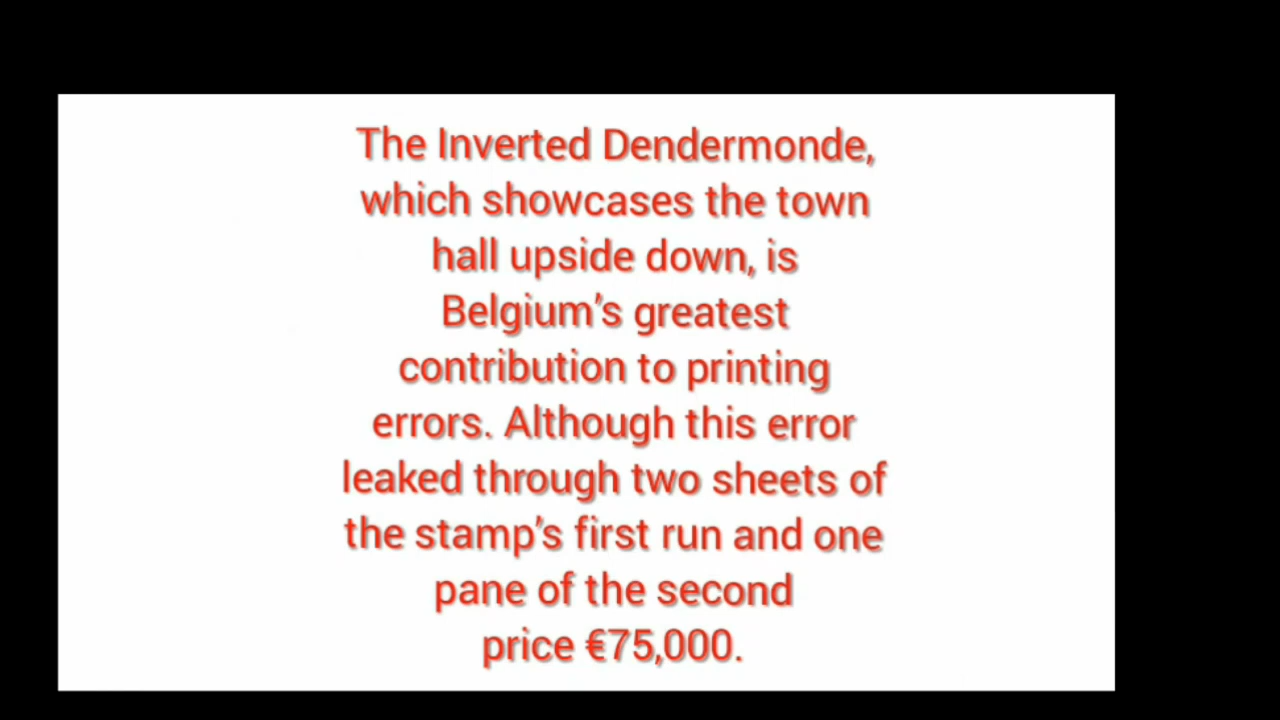 The Inverted Dendermonde,
which showcases the town
hall upside down, is
Belgium’s greatest
contribution to printing
errors. Although this error
leaked through two sheets of
the stamp’s first run and one
pane of the second
price €75,000.